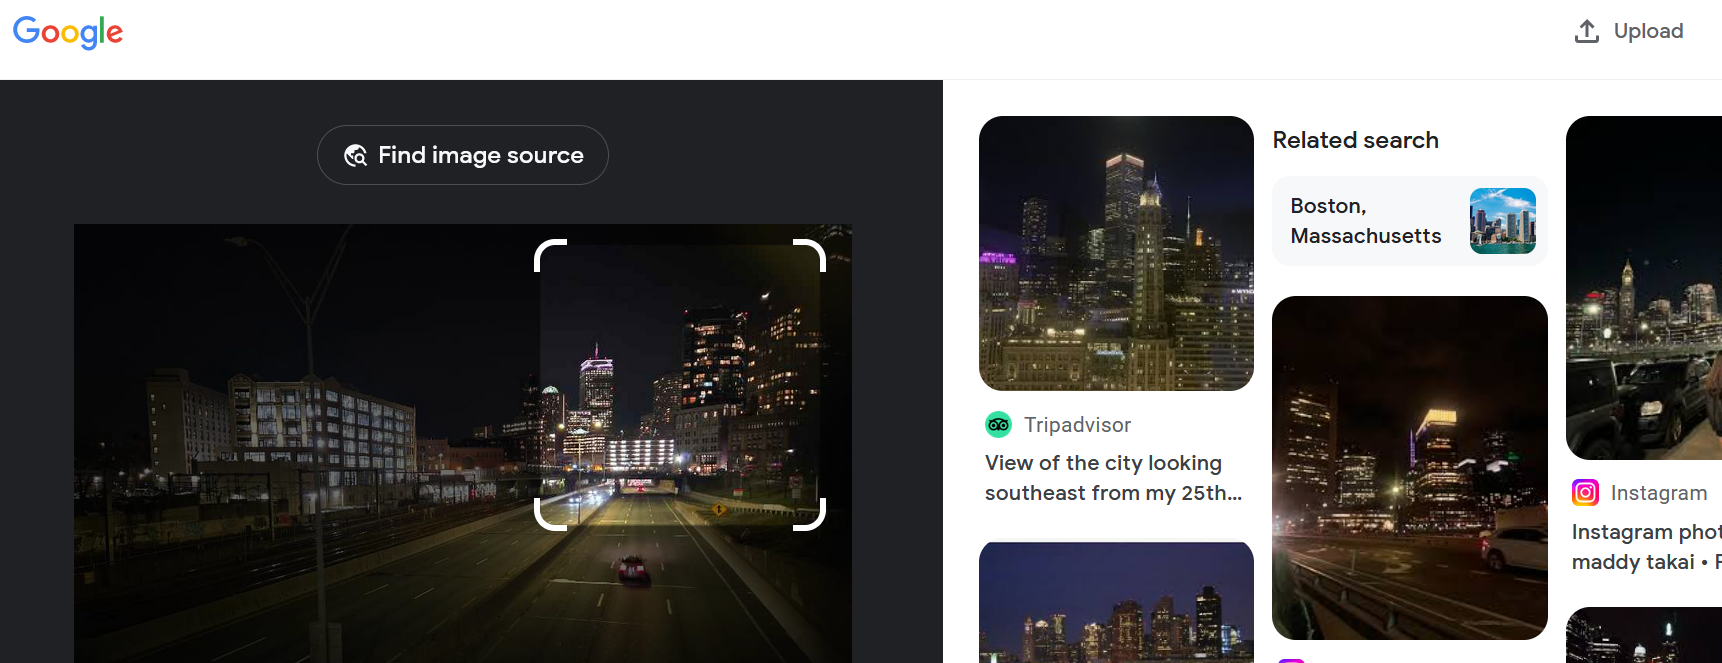 Google
Upload
Find image source
Related search
Boston,
Massachusetts
Tripadvisor
View of the city looking
southeast from my 25th...
Instagram
Instagram phot
maddy takai • F